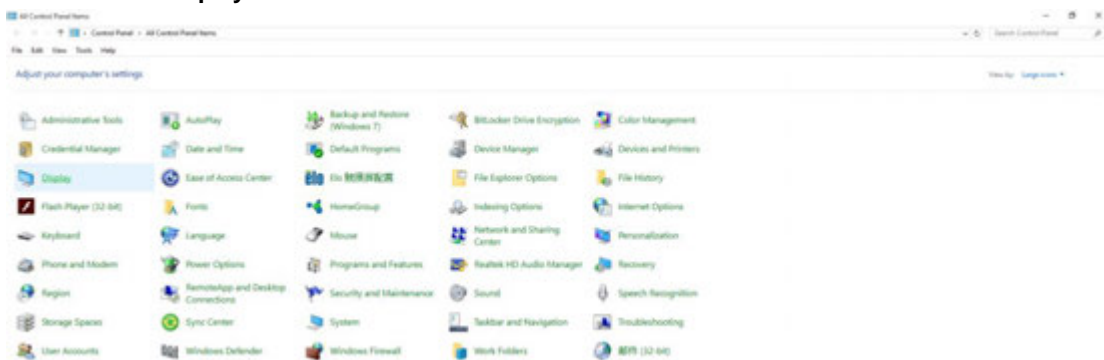 All Control Panel Items
Control Panel > All Control Panel Items
Search Control Panel
File Edit View Tools Help
Adjust your computer's settings
View by: Large icons
Administrative Tools
AutoPlay
Backup and Restore
(Windows 7)
BitLocker Drive Encryption
Color Management
Credential Manager
Date and Time
Default Programs
Device Manager
Devices and Printers
Display
Ease of Access Center
Elo
File Explorer Options
File History
Flash Player (32-bit)
Fonts
HomeGroup
Indexing Options
Internet Options
Keyboard
Language
Mouse
Network and Sharing
Center
Personalization
Phone and Modem
Power Options
Programs and Features
Realtek HD Audio Manager
Recovery
Region
RemoteApp and Desktop
Connections
Security and Maintenance
Sound
Speech Recognition
Storage Spaces
Sync Center
System
Taskbar and Navigation
Troubleshooting
User Accounts
Windows Defender
Windows Firewall
Work Folders
邮件 (32-bit)